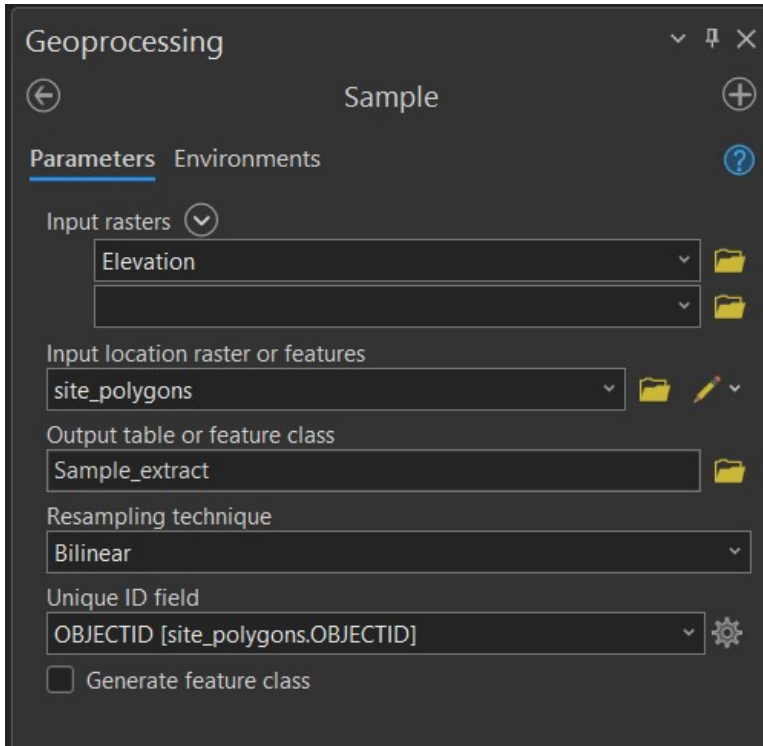 Geoprocessing
Sample
Parameters Environments
Input rasters
Elevation
Input location raster or features
site_polygons
Output table or feature class
Sample_extract
Resampling technique
Bilinear
Unique ID field
OBJECTID [site_polygons.OBJECTID]
Generate feature class